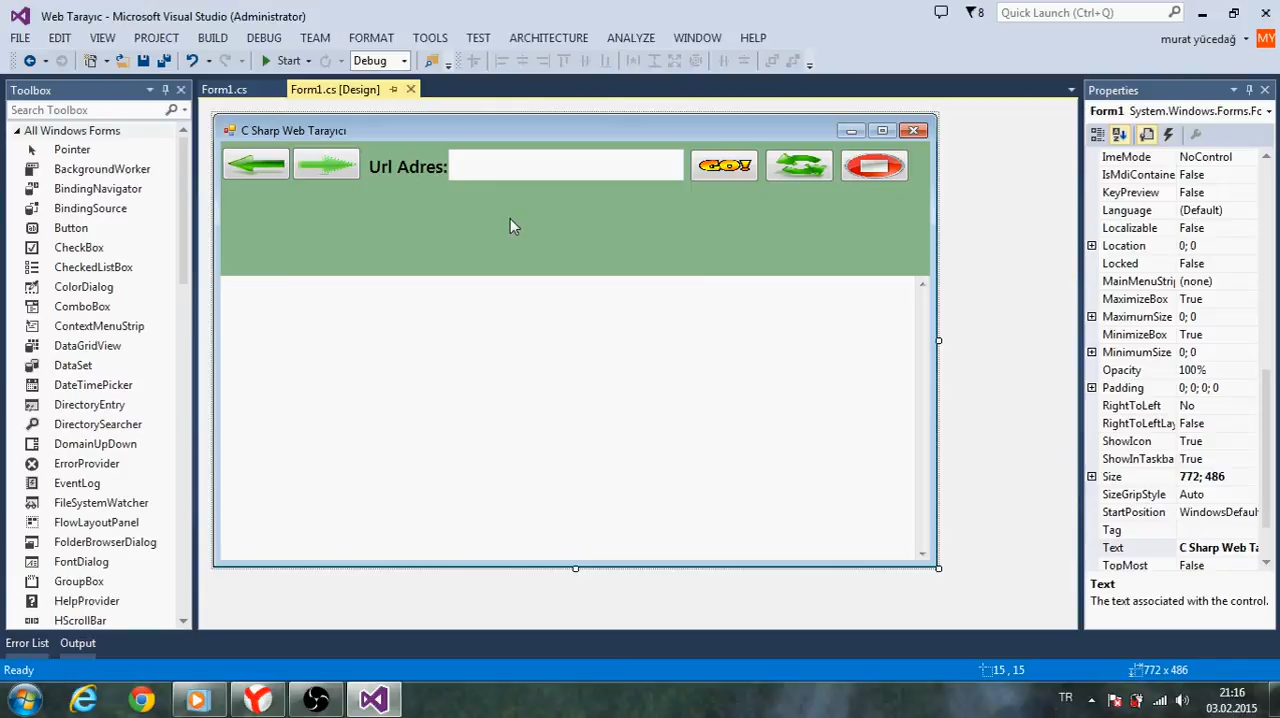 Web Tarayıc - Microsoft Visual Studio (Administrator)
8
Quick Launch (Ctrl+Q)
FILE EDIT VIEW PROJECT BUILD DEBUG TEAM FORMAT TOOLS TEST ARCHITECTURE ANALYZE WINDOW HELP
murat yücedağ
MY
Start
Debug
Toolbox
Form1.cs
Form1.cs [Design]
Properties
Search Toolbox
Form1 System.Windows.Forms.Fc
All Windows Forms
Pointer
BackgroundWorker
BindingNavigator
BindingSource
Button
CheckBox
CheckedListBox
ColorDialog
ComboBox
ContextMenuStrip
DataGridView
DataSet
DateTimePicker
DirectoryEntry
DirectorySearcher
DomainUpDown
ErrorProvider
EventLog
FileSystemWatcher
FlowLayoutPanel
FolderBrowserDialog
FontDialog
GroupBox
HelpProvider
HScrollBar
C Sharp Web Tarayıcı
Url Adres:
GO!
ImeMode NoControl
IsMdiContaine False
KeyPreview False
Language (Default)
Localizable False
Location 0; 0
Locked False
MainMenuStri (none)
MaximizeBox True
MaximumSize 0; 0
MinimizeBox True
MinimumSize 0; 0
Opacity 100%
Padding 0; 0; 0; 0
RightToLeft No
RightToLeftLay False
ShowIcon True
ShowInTaskba True
Size 772; 486
SizeGripStyle Auto
StartPosition WindowsDefaul
Tag
Text C Sharp Web Ta
TopMost False
Text
The text associated with the control.
Error List Output
Ready
15 , 15
772 x 486
TR
21:16
03.02.2015